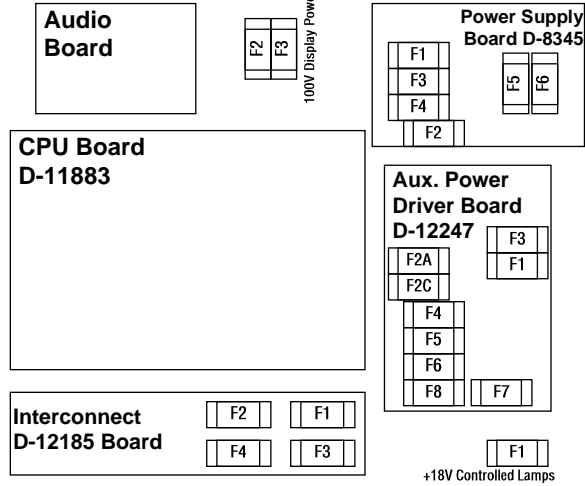 Audio
Board
F2
F3
100V Display
Power Supply
Board D-8345
F1
F3
F4
F2
F5
F6
CPU Board
D-11883
Aux. Power
Driver Board
D-12247
F3
F1
F2A
F2C
F4
F5
F6
F8
F7
Interconnect
D-12185 Board
F2
F1
F4
F3
F1
+18V Controlled Lamps